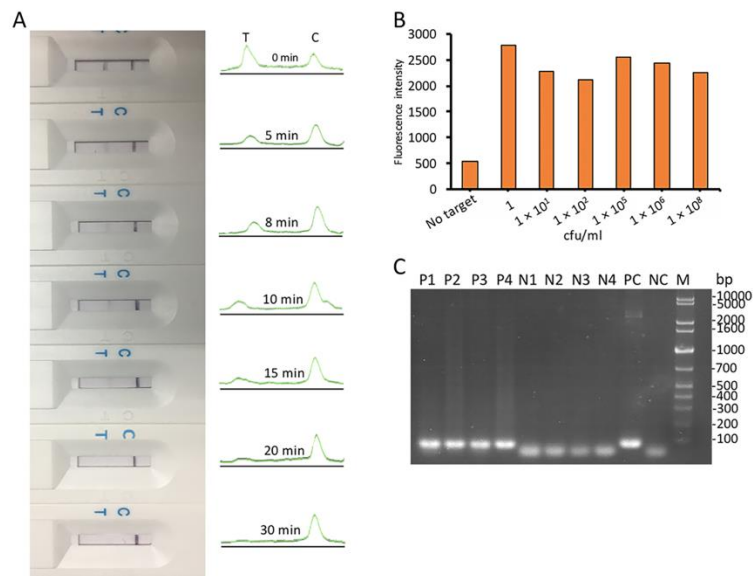 A
T C
0 min
5 min
8 min
10 min
15 min
20 min
30 min
C
T
C
T
C
T
C
T
C
T
C
T
C
T
B
Fluorescence intensity
3000
2500
2000
1500
1000
500
0
No target
1
1 × 10¹
1 × 10²
1 × 10⁵
1 × 10⁶
1 × 10⁸
cfu/ml
C
P1 P2 P3 P4 N1 N2 N3 N4 PC NC M bp
-10000
-5000
-2000
-1600
-1000
-700
-500
-400
-300
-200
-100